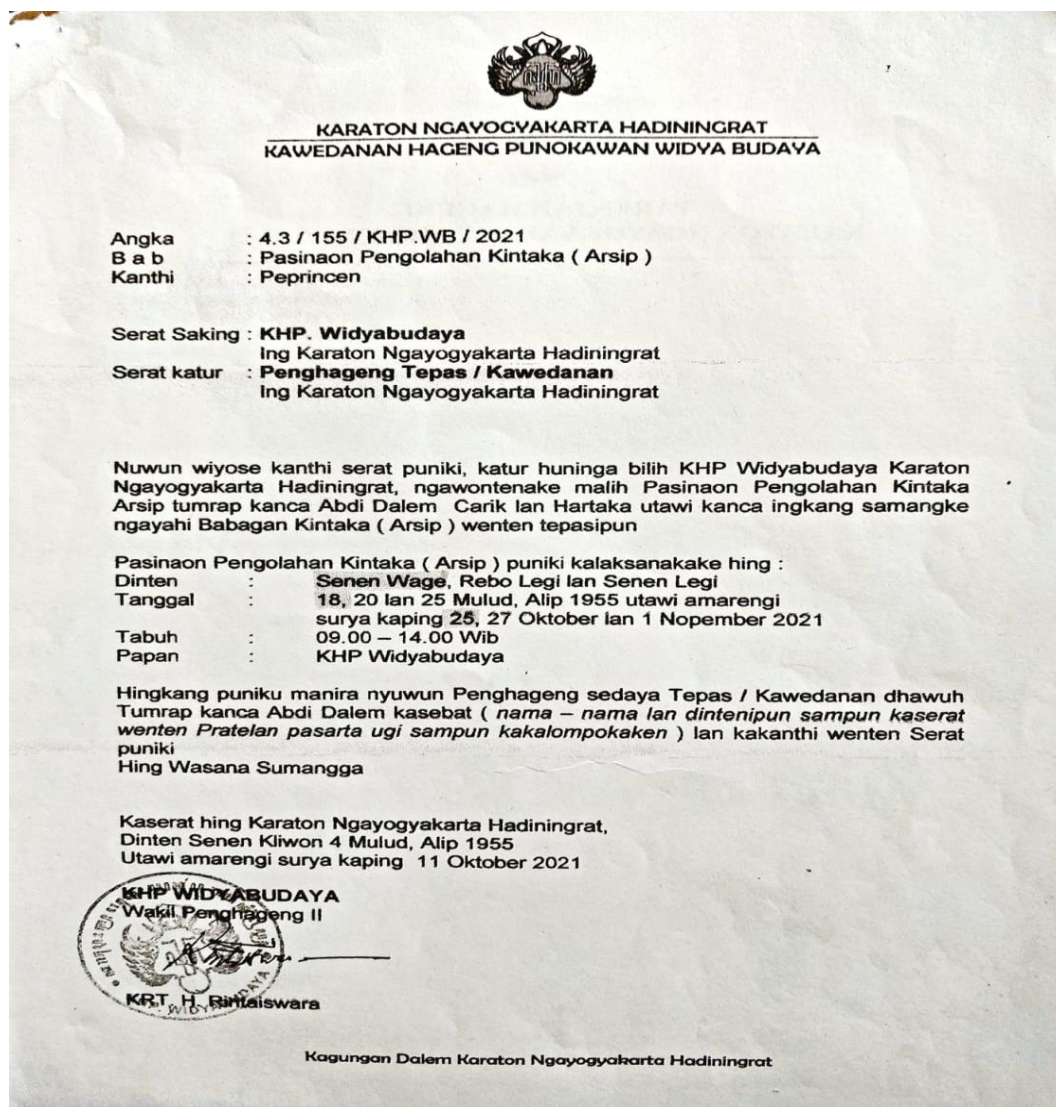 KARATON NGAYOGYAKARTA HADININGRAT
KAWEDANAN HAGENG PUNOKAWAN WIDYA BUDAYA
Angka : 4.3 / 155 / KHP.WB / 2021
B a b : Pasinaon Pengolahan Kintaka ( Arsip )
Kanthi : Peprincen
Serat Saking : KHP. Widyabudaya
Ing Karaton Ngayogyakarta Hadiningrat
Serat katur : Penghageng Tepas / Kawedanan
Ing Karaton Ngayogyakarta Hadiningrat
Nuwun wiyose kanthi serat puniki, katur huninga bilih KHP Widyabudaya Karaton
Ngayogyakarta Hadiningrat, ngawontenake malih Pasinaon Pengolahan Kintaka
Arsip tumrap kanca Abdi Dalem Carik lan Hartaka utawi kanca ingkang samangke
ngayahi Babagan Kintaka ( Arsip ) wenten tepasipun
Pasinaon Pengolahan Kintaka ( Arsip ) puniki kalaksanakake hing :
Dinten : Senen Wage, Rebo Legi lan Senen Legi
Tanggal : 18, 20 lan 25 Mulud, Alip 1955 utawi amarengi
surya kaping 25, 27 Oktober lan 1 Nopember 2021
Tabuh : 09.00 – 14.00 Wib
Papan : KHP Widyabudaya
Hingkang puniku manira nyuwun Penghageng sedaya Tepas / Kawedanan dhawuh
Tumrap kanca Abdi Dalem kasebat ( nama – nama lan dintenipun sampun kaserat
wenten Pratelan pasarta ugi sampun kakalompokaken ) lan kakanthi wenten Serat
puniki
Hing Wasana Sumangga
Kaserat hing Karaton Ngayogyakarta Hadiningrat,
Dinten Senen Kliwon 4 Mulud, Alip 1955
Utawi amarengi surya kaping 11 Oktober 2021
KHP WIDYABUDAYA
Wakil Penghageng II
KRT. H. Rintaiswara
Kagungan Dalem Karaton Ngayogyakarta Hadiningrat